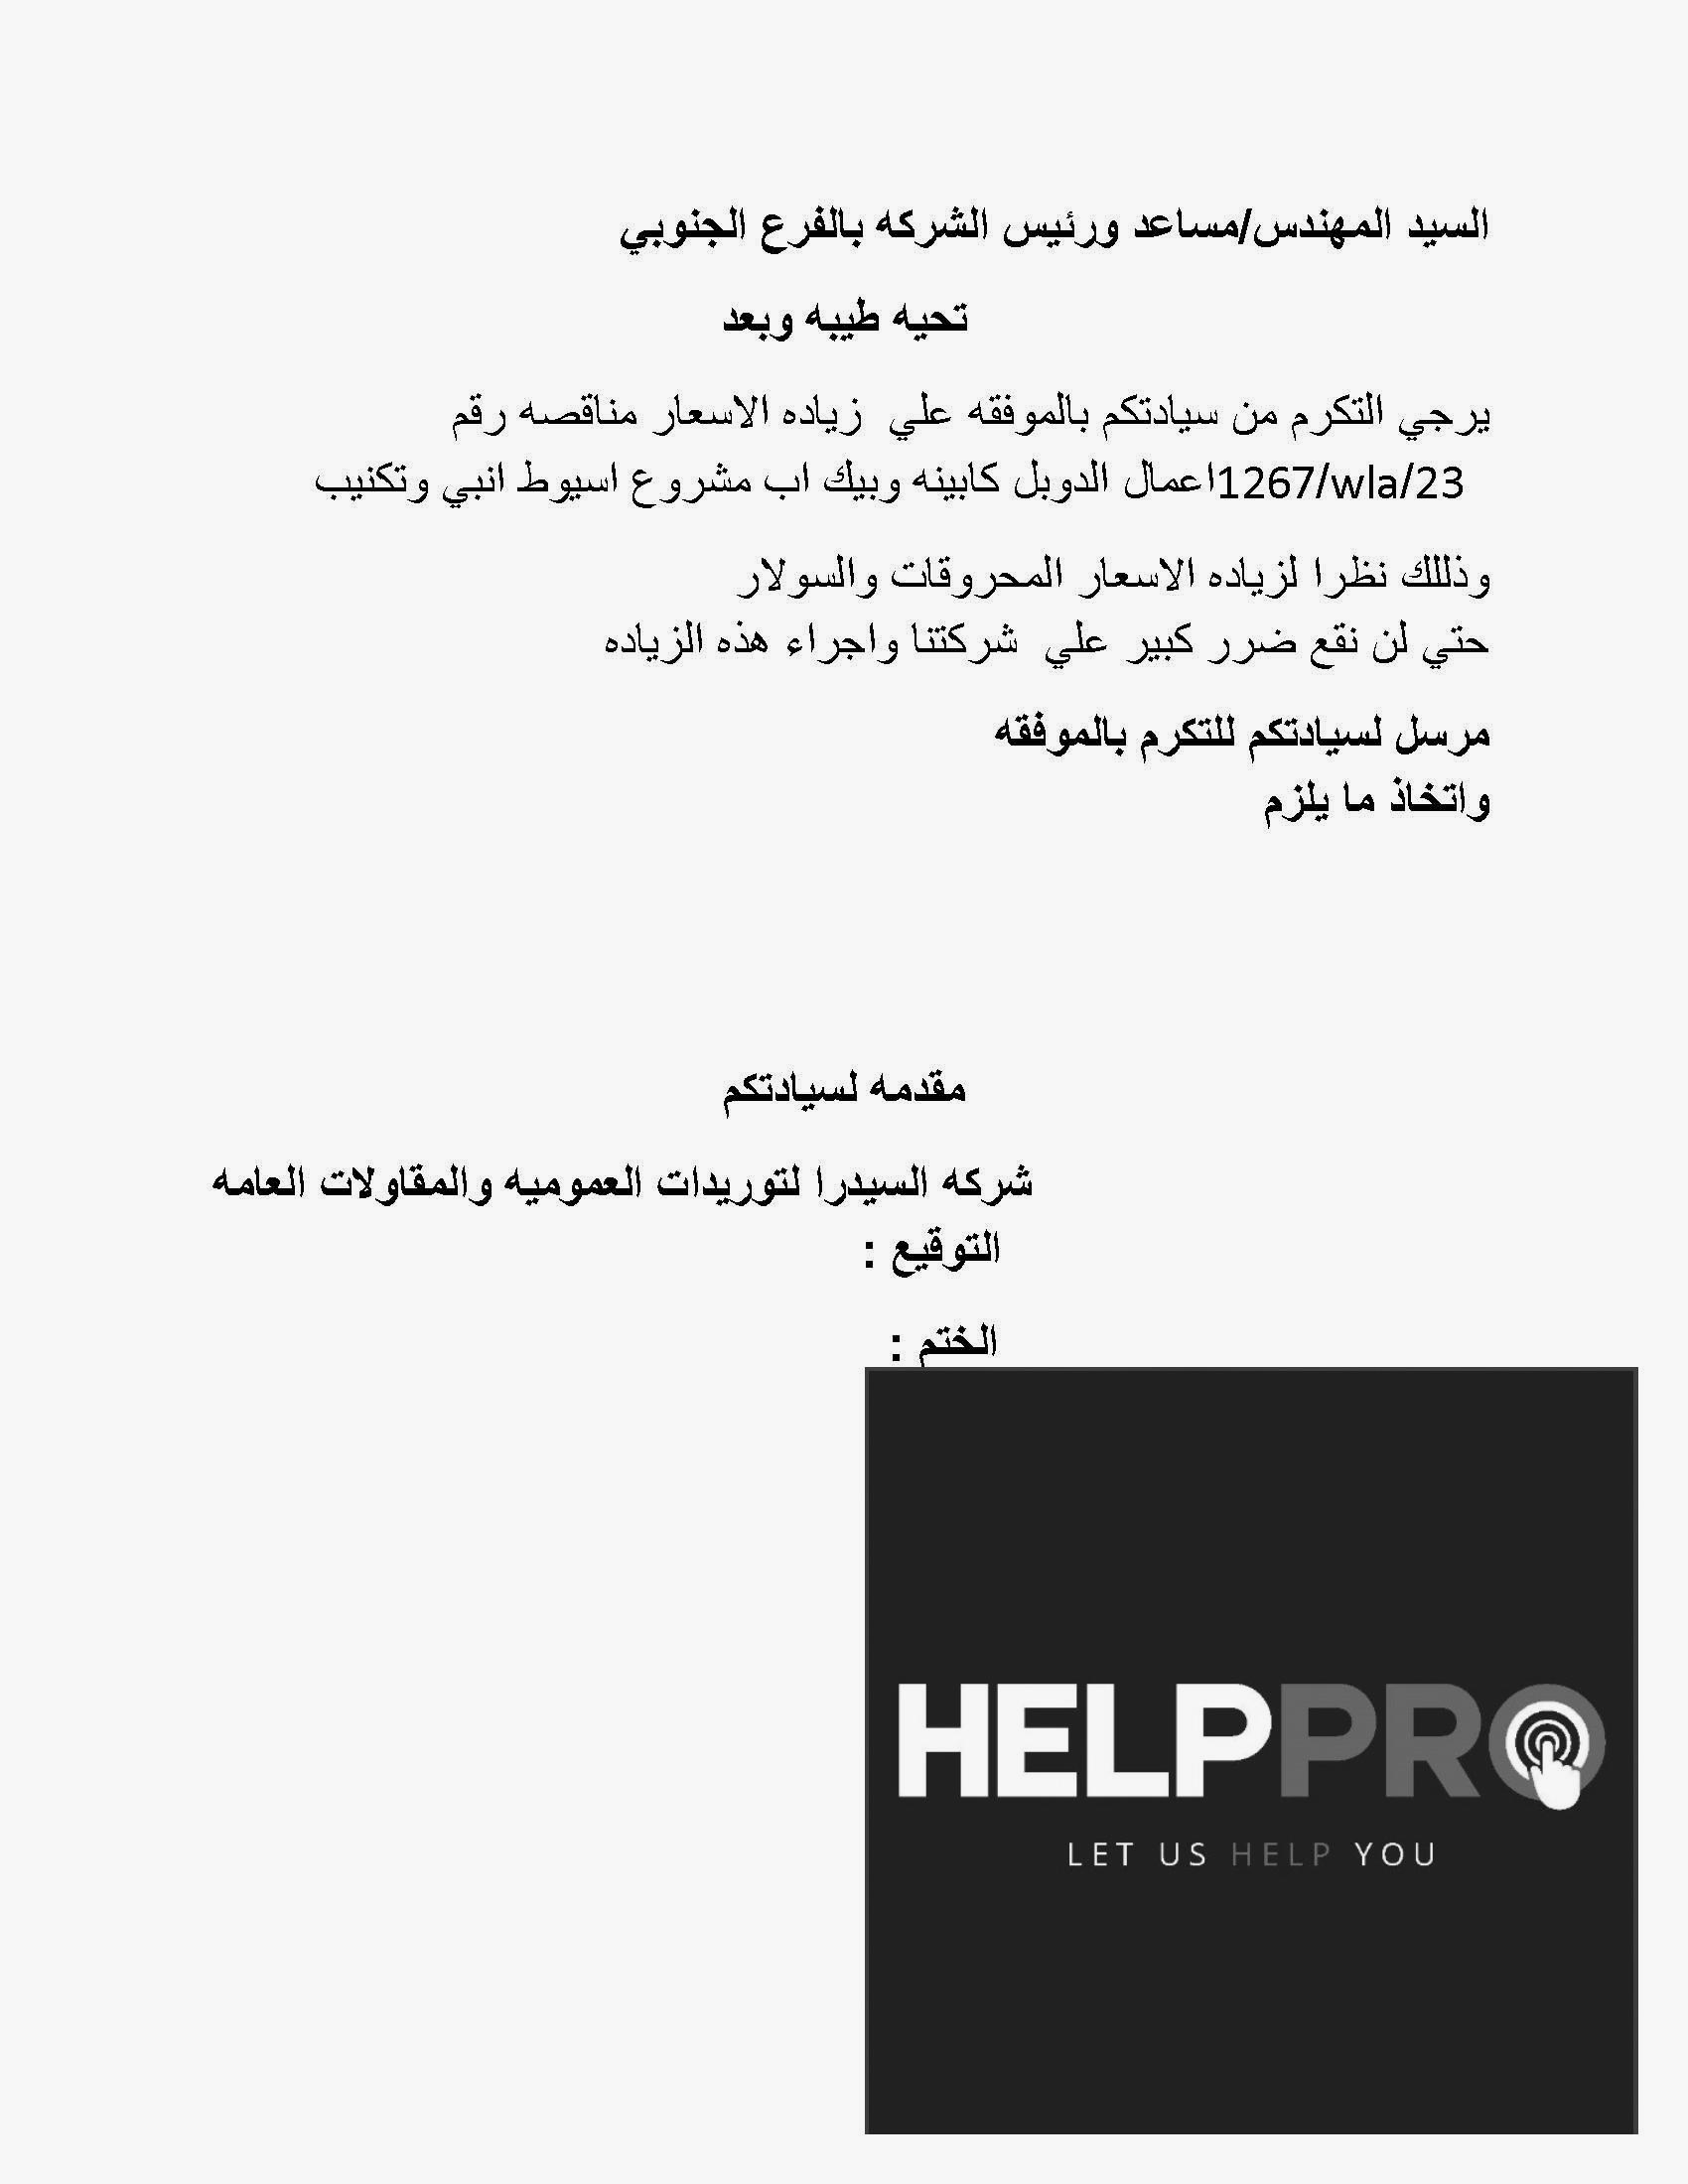 السيد المهندس/مساعد ورئيس الشركه بالفرع الجنوبي
تحيه طيبه وبعد
يرجي التكرم من سيادتكم بالموفقه علي زياده الاسعار مناقصه رقم
1267/wla/23اعمال الدوبل كابينه وبيك اب مشروع اسيوط انبي وتكنيب
وذللك نظرا لزياده الاسعار المحروقات والسولار
حتي لن نقع ضرر كبير علي شركتنا واجراء هذه الزياده
مرسل لسيادتكم للتكرم بالموفقه
واتخاذ ما يلزم
مقدمه لسيادتكم
شركه السيدرا لتوريدات العموميه والمقاولات العامه
التوقيع :
الختم :
HELPPRO
LET US HELP YOU